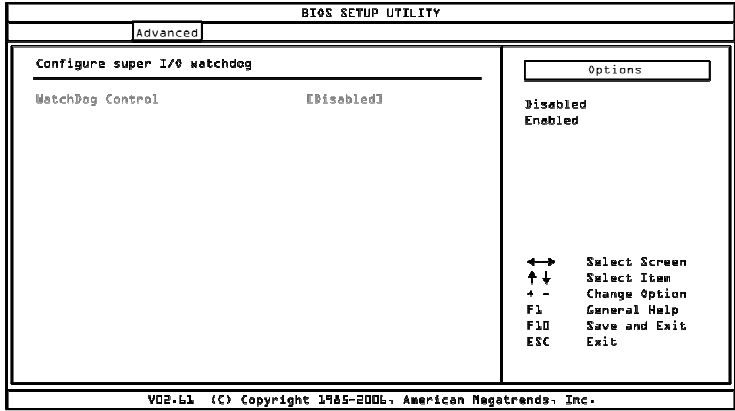 BIOS SETUP UTILITY
Advanced
Configure super I/O watchdog
WatchDog Control [Disabled]
Options
Disabled
Enabled
Select Screen
Select Item
+ - Change Option
F1 General Help
F10 Save and Exit
ESC Exit
V02.61 (C) Copyright 1985-2006, American Megatrends, Inc.